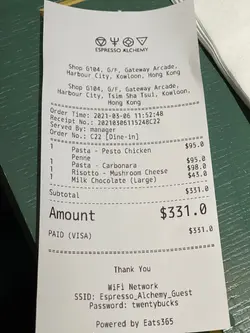 ESPRESSO ALCHEMY
Shop G104, G/F, Gateway Arcade,
Harbour City, Kowloon, Hong Kong
Shop G104, G/F, Gateway Arcade,
Harbour City, Tsim Sha Tsui, Kowloon,
Hong Kong
Order Time: 2021-03-06 11:52:48
Receipt No.: 20210306115248C22
Served By: manager
Order No.: C22 [Dine-in]
1 Pasta - Pesto Chicken $95.0
Penne
1 Pasta - Carbonara $95.0
1 Risotto - Mushroom Cheese $98.0
1 Milk Chocolate (Large) $43.0
Subtotal $331.0
Amount $331.0
PAID (VISA) $331.0
Thank You
WiFi Network
SSID: Espresso_Alchemy_Guest
Password: twentybucks
Powered by Eats365